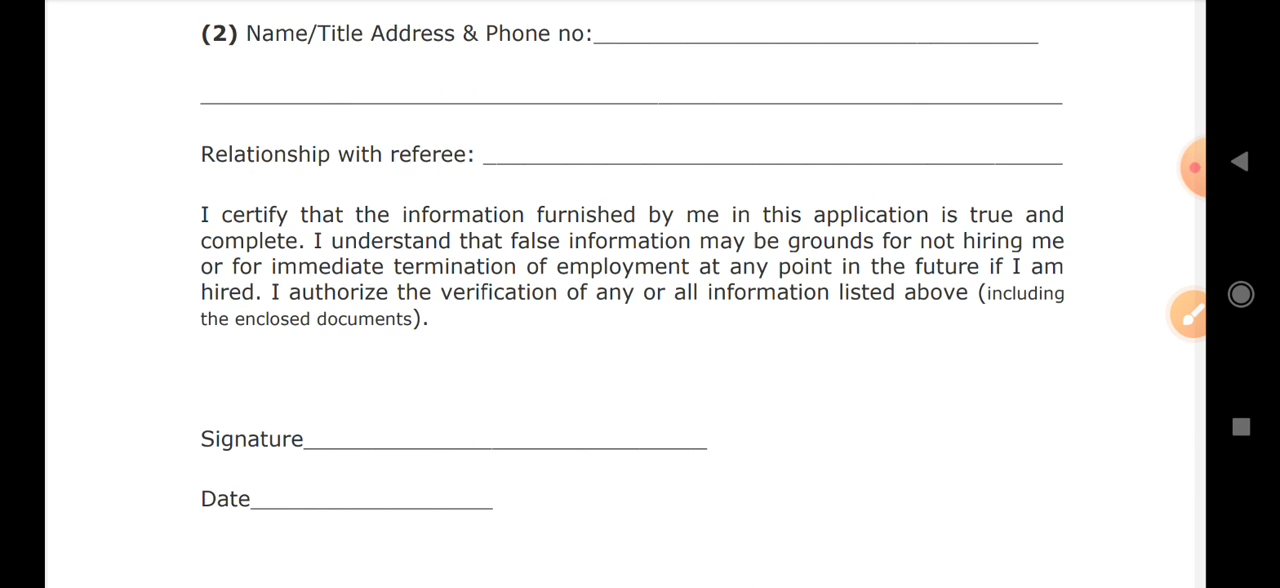 (2) Name/Title Address & Phone no:
Relationship with referee:
I certify that the information furnished by me in this application is true and
complete. I understand that false information may be grounds for not hiring me
or for immediate termination of employment at any point in the future if I am
hired. I authorize the verification of any or all information listed above (including
the enclosed documents).
Signature
Date